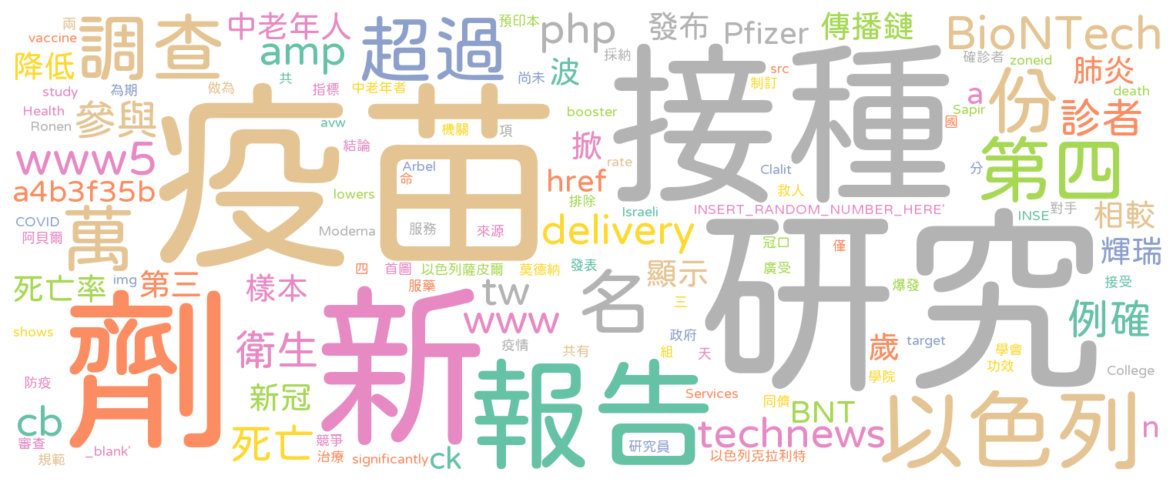 兩
中老年人
預印本
php
發布
Pfizer
傳播鏈
BioNTech
vaccine
調查
超過
amp
採納
確診者
降低
共
尚未
波
src
zoneid
肺炎
study
為期
做為
指標
中老年者
接種
制訂
a
份
death
Health
參與
疫苗
booster
Sapir
診者
Ronen
avw
機關
項
掀
國
www5
結論
第四
Arbel
rate
Clalit
分
a4b3f35b
命
href
救人
lowers
排除
COVID
萬
Israeli
INSERT_RANDOM_NUMBER_HERE'
INSE
對手
相較
阿貝爾
Moderna
服務
來源
delivery
研究
冠口
僅
輝瑞
img
四
首圖
以色列薩皮爾
莫德納
發表
顯示
廣受
死亡率
第三
樣本
服藥
tw
名
爆發
接受
劑
新
www
三
例確
shows
衛生
疫情
共有
組
政府
天
歲
target
學會
功效
防疫
報告
學院
College
新冠
Services
同儕
以色列
cb
死亡
競爭
BNT
審查
_blank'
治療
technews
n
規範
significantly
ck
研究員
以色列克拉利特